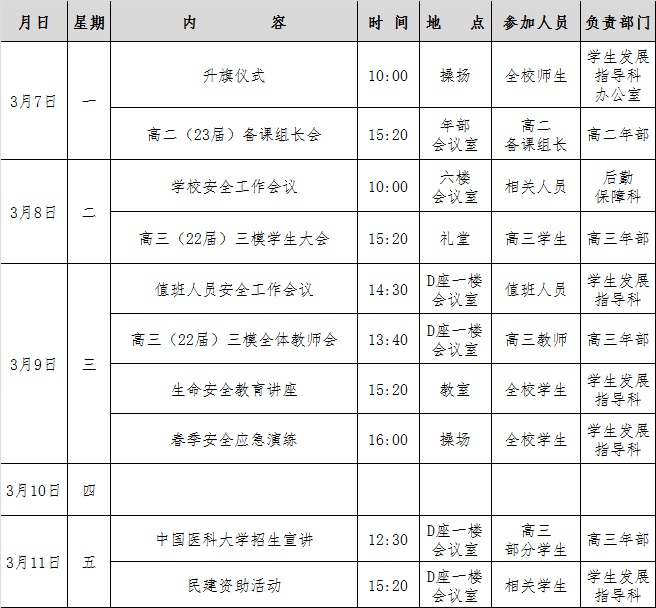 月日 星期 内 容 时 间 地 点 参加人员 负责部门
3月7日 一 升旗仪式 10:00 操扬 全校师生 学生发展
指导科
办公室
高二（23届）备课组长会 15:20 年部
会议室 高二
备课组长 高二年部
3月8日 二 学校安全工作会议 10:00 六楼
会议室 相关人员 后勤
保障科
高三（22届）三模学生大会 15:20 礼堂 高三学生 高三年部
3月9日 三 值班人员安全工作会议 14:30 D座一楼
会议室 值班人员 学生发展
指导科
高三（22届）三模全体教师会 13:40 D座一楼
会议室 高三教师 高三年部
生命安全教育讲座 15:20 教室 全校学生 学生发展
指导科
春季安全应急演练 16:00 操场 全校学生 学生发展
指导科
3月10日 四
3月11日 五 中国医科大学招生宣讲 12:30 D座一楼
会议室 高三
部分学生 高三年部
民建资助活动 15:20 D座一楼
会议室 相关学生 学生发展
指导科